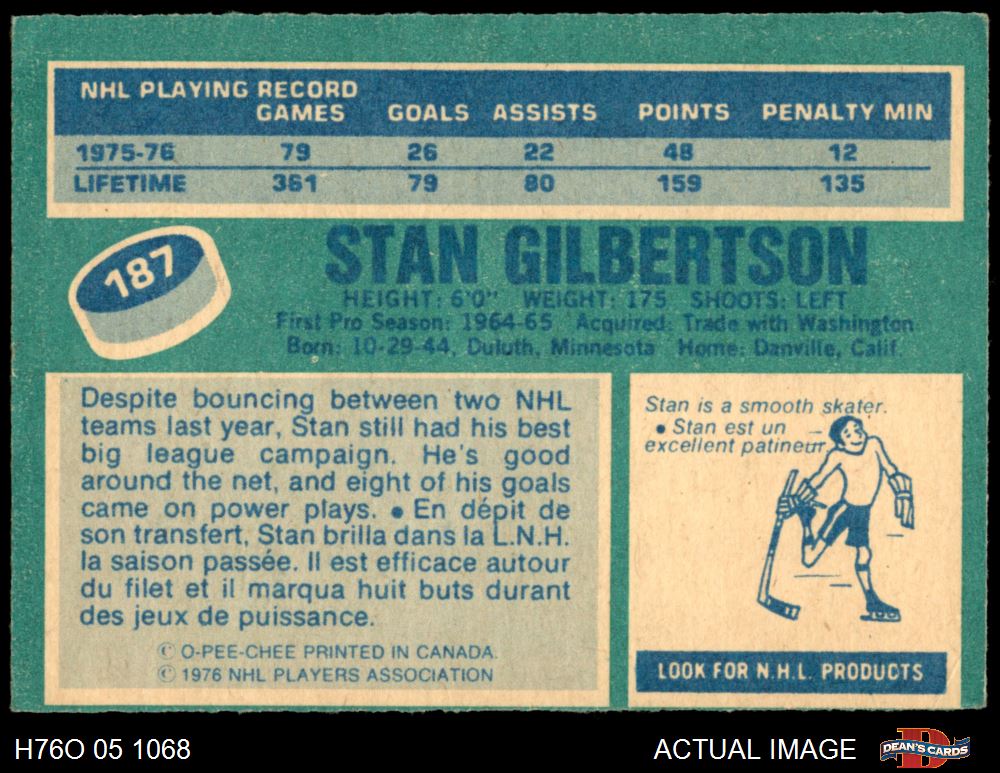 NHL PLAYING RECORD
GAMES GOALS ASSISTS POINTS PENALTY MIN
1975-76 79 26 22 48 12
LIFETIME 361 79 80 159 135
187
STAN GILBERTSON
HEIGHT: 6'0" WEIGHT: 175 SHOOTS: LEFT
First Pro Season: 1964-65 Acquired: Trade with Washington
Born: 10-29-44, Duluth, Minnesota Home: Danville, Calif.
Despite bouncing between two NHL
teams last year, Stan still had his best
big league campaign. He's good
around the net, and eight of his goals
came on power plays. • En dépit de
son transfert, Stan brilla dans la L.N.H.
la saison passée. Il est efficace autour
du filet et il marqua huit buts durant
des jeux de puissance.
© O-PEE-CHEE PRINTED IN CANADA.
© 1976 NHL PLAYERS ASSOCIATION
Stan is a smooth skater.
• Stan est un
excellent patineur
LOOK FOR N.H.L. PRODUCTS
H76O 05 1068
ACTUAL IMAGE
DEAN'S CARDS